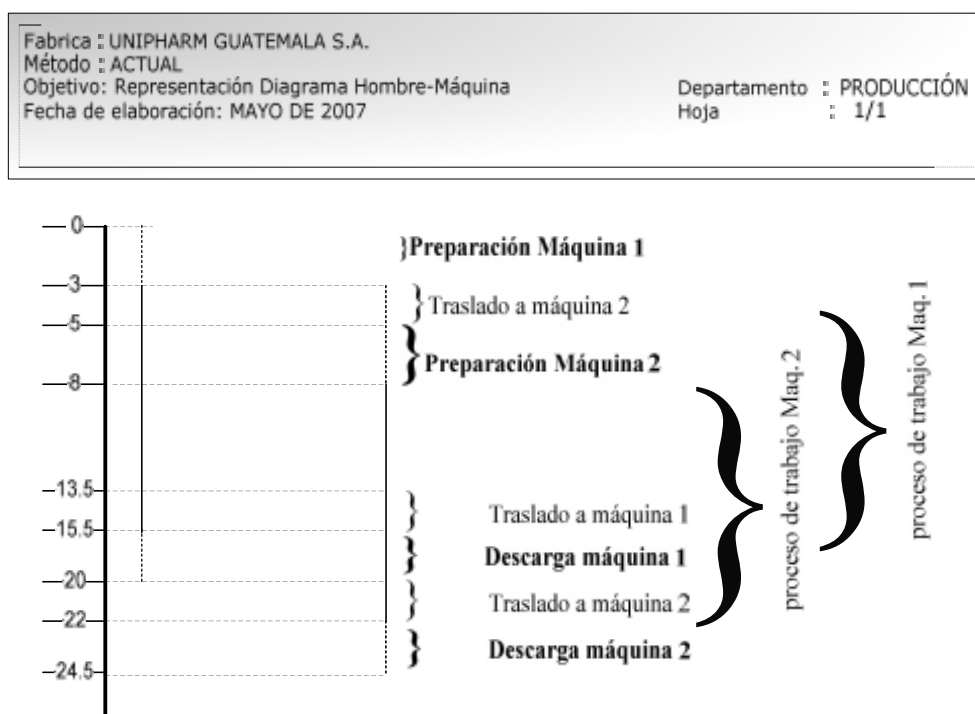 Fabrica : UNIPHARM GUATEMALA S.A.
Método : ACTUAL
Objetivo: Representación Diagrama Hombre-Máquina
Departamento : PRODUCCIÓN
Fecha de elaboración: MAYO DE 2007
Hoja : 1/1
0
Preparación Máquina 1
3
Traslado a máquina 2
5
Preparación Máquina 2
8
proceso de trabajo Maq. 2
proceso de trabajo Maq. 1
13.5
Traslado a máquina 1
15.5
Descarga máquina 1
20
Traslado a máquina 2
22
Descarga máquina 2
24.5